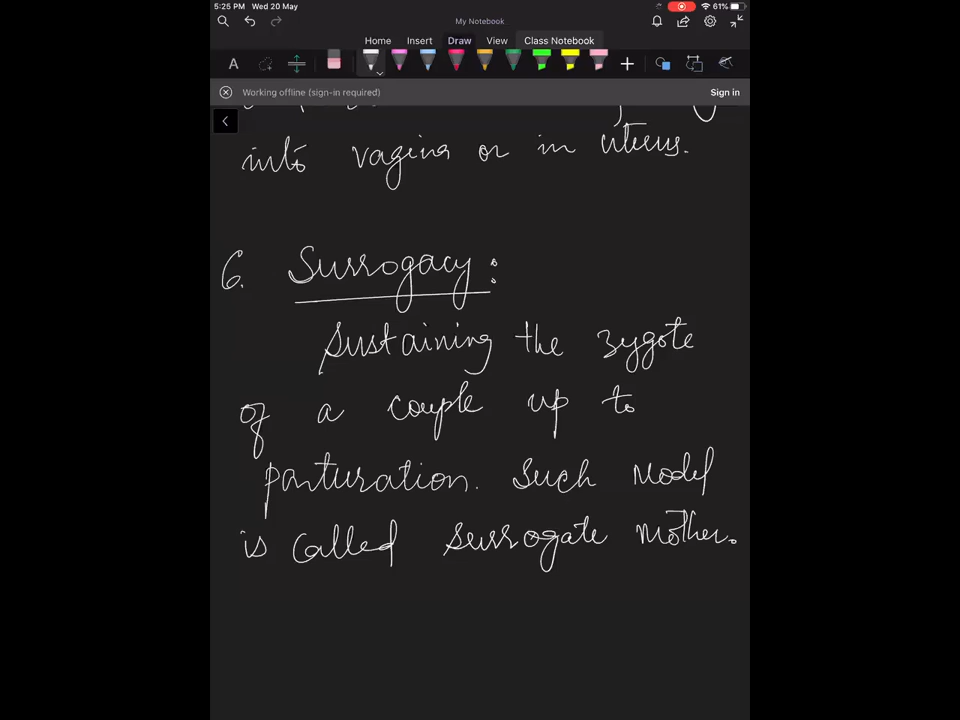 5:25 PM Wed 20 May
61%
My Notebook
Home Insert Draw View Class Notebook
A
Working offline (sign-in required) Sign in
into vagina or in uterus.
6. Surrogacy:
Sustaining the zygote
of a couple up to
parturation. Such model
is called surrogate mother.